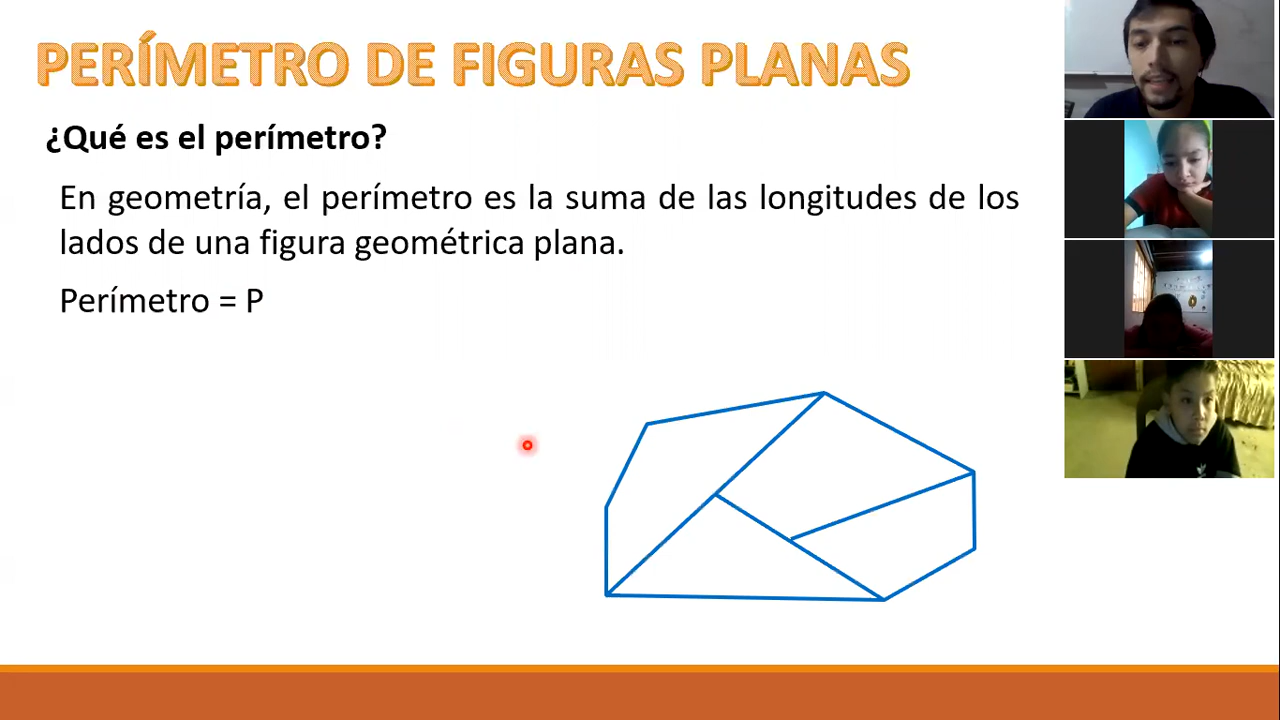 PERÍMETRO DE FIGURAS PLANAS
¿Qué es el perímetro?
En geometría, el perímetro es la suma de las longitudes de los
lados de una figura geométrica plana.
Perímetro = P